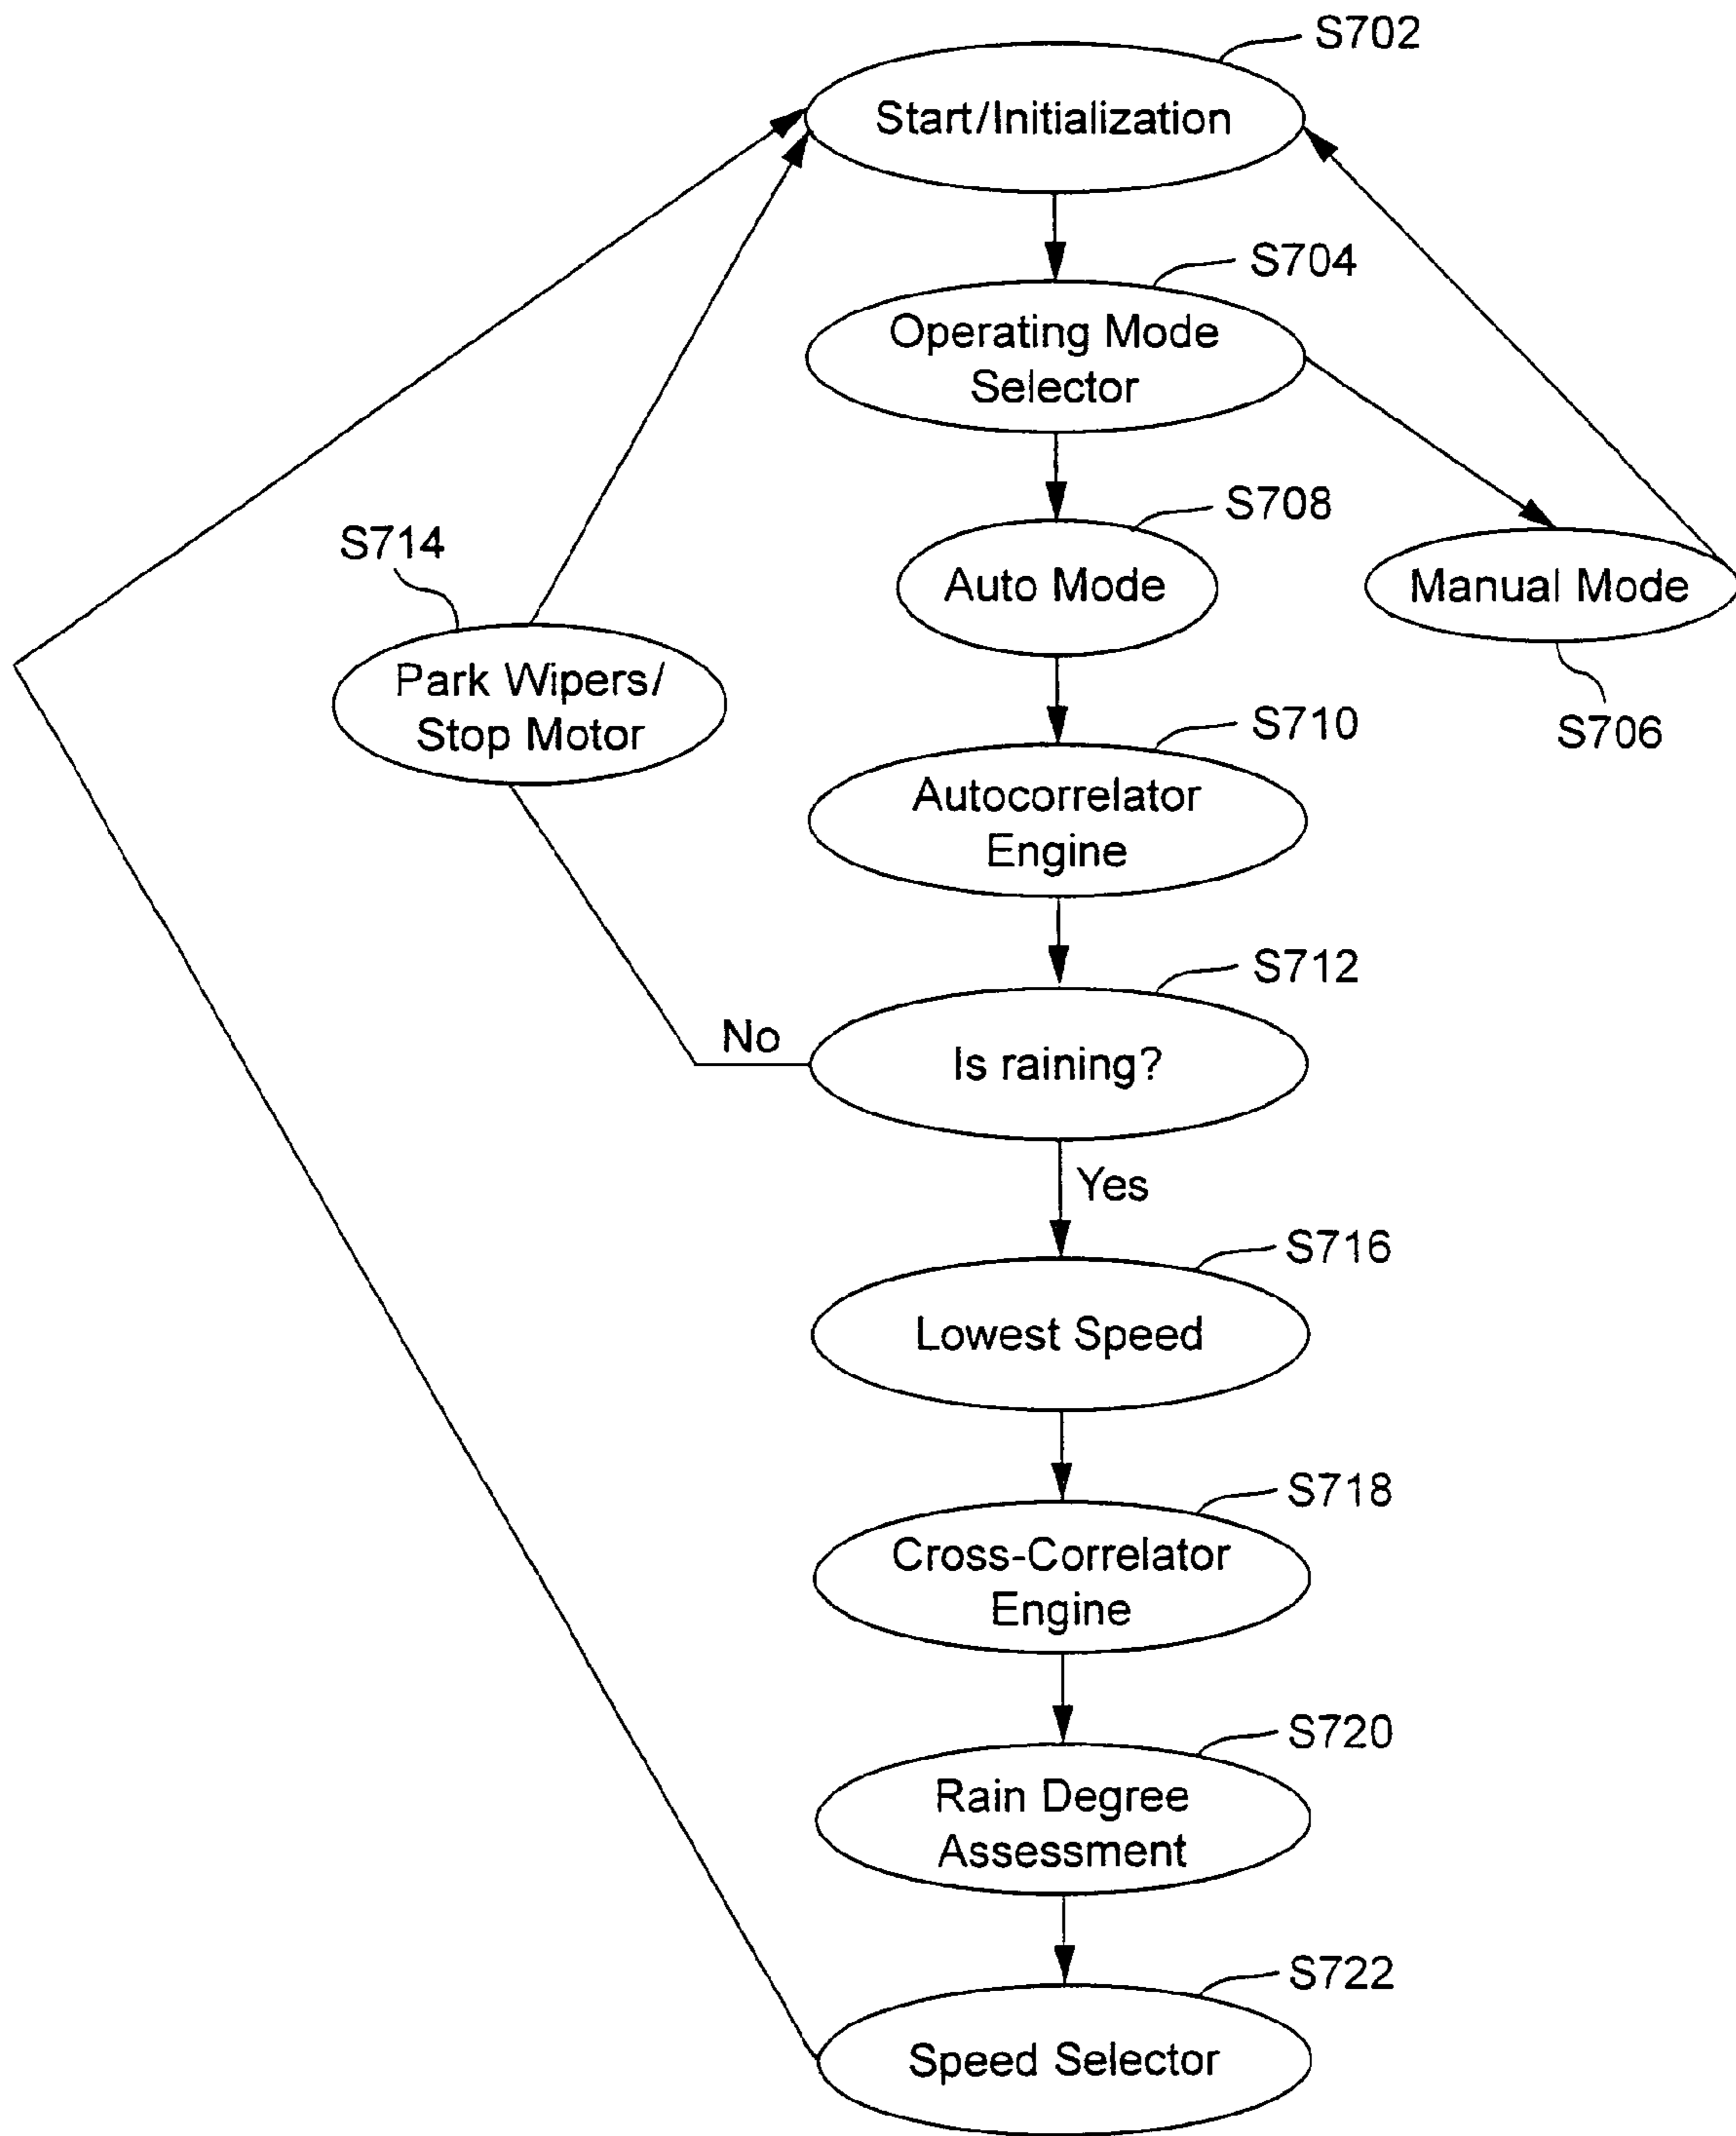 S702
Start/Initialization
S704
Operating Mode
Selector
S708
Auto Mode
Manual Mode
S706
S714
Park Wipers/
Stop Motor
S710
Autocorrelator
Engine
S712
Is raining?
No
Yes
S716
Lowest Speed
S718
Cross-Correlator
Engine
S720
Rain Degree
Assessment
S722
Speed Selector